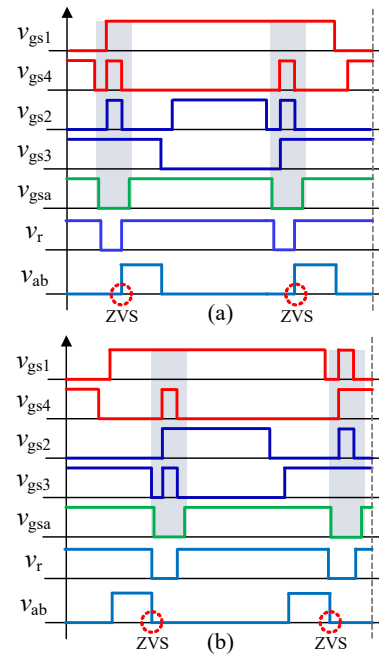 vgs1
vgs4
vgs2
vgs3
vgsa
vr
vab
ZVS (a) ZVS
vgs1
vgs4
vgs2
vgs3
vgsa
vr
vab
ZVS (b) ZVS